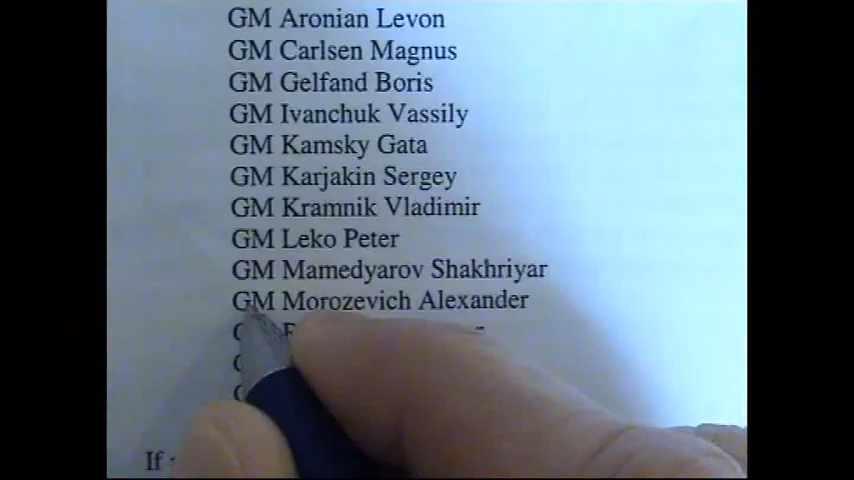 GM Aronian Levon
GM Carlsen Magnus
GM Gelfand Boris
GM Ivanchuk Vassily
GM Kamsky Gata
GM Karjakin Sergey
GM Kramnik Vladimir
GM Leko Peter
GM Mamedyarov Shakhriyar
GM Morozevich Alexander
If